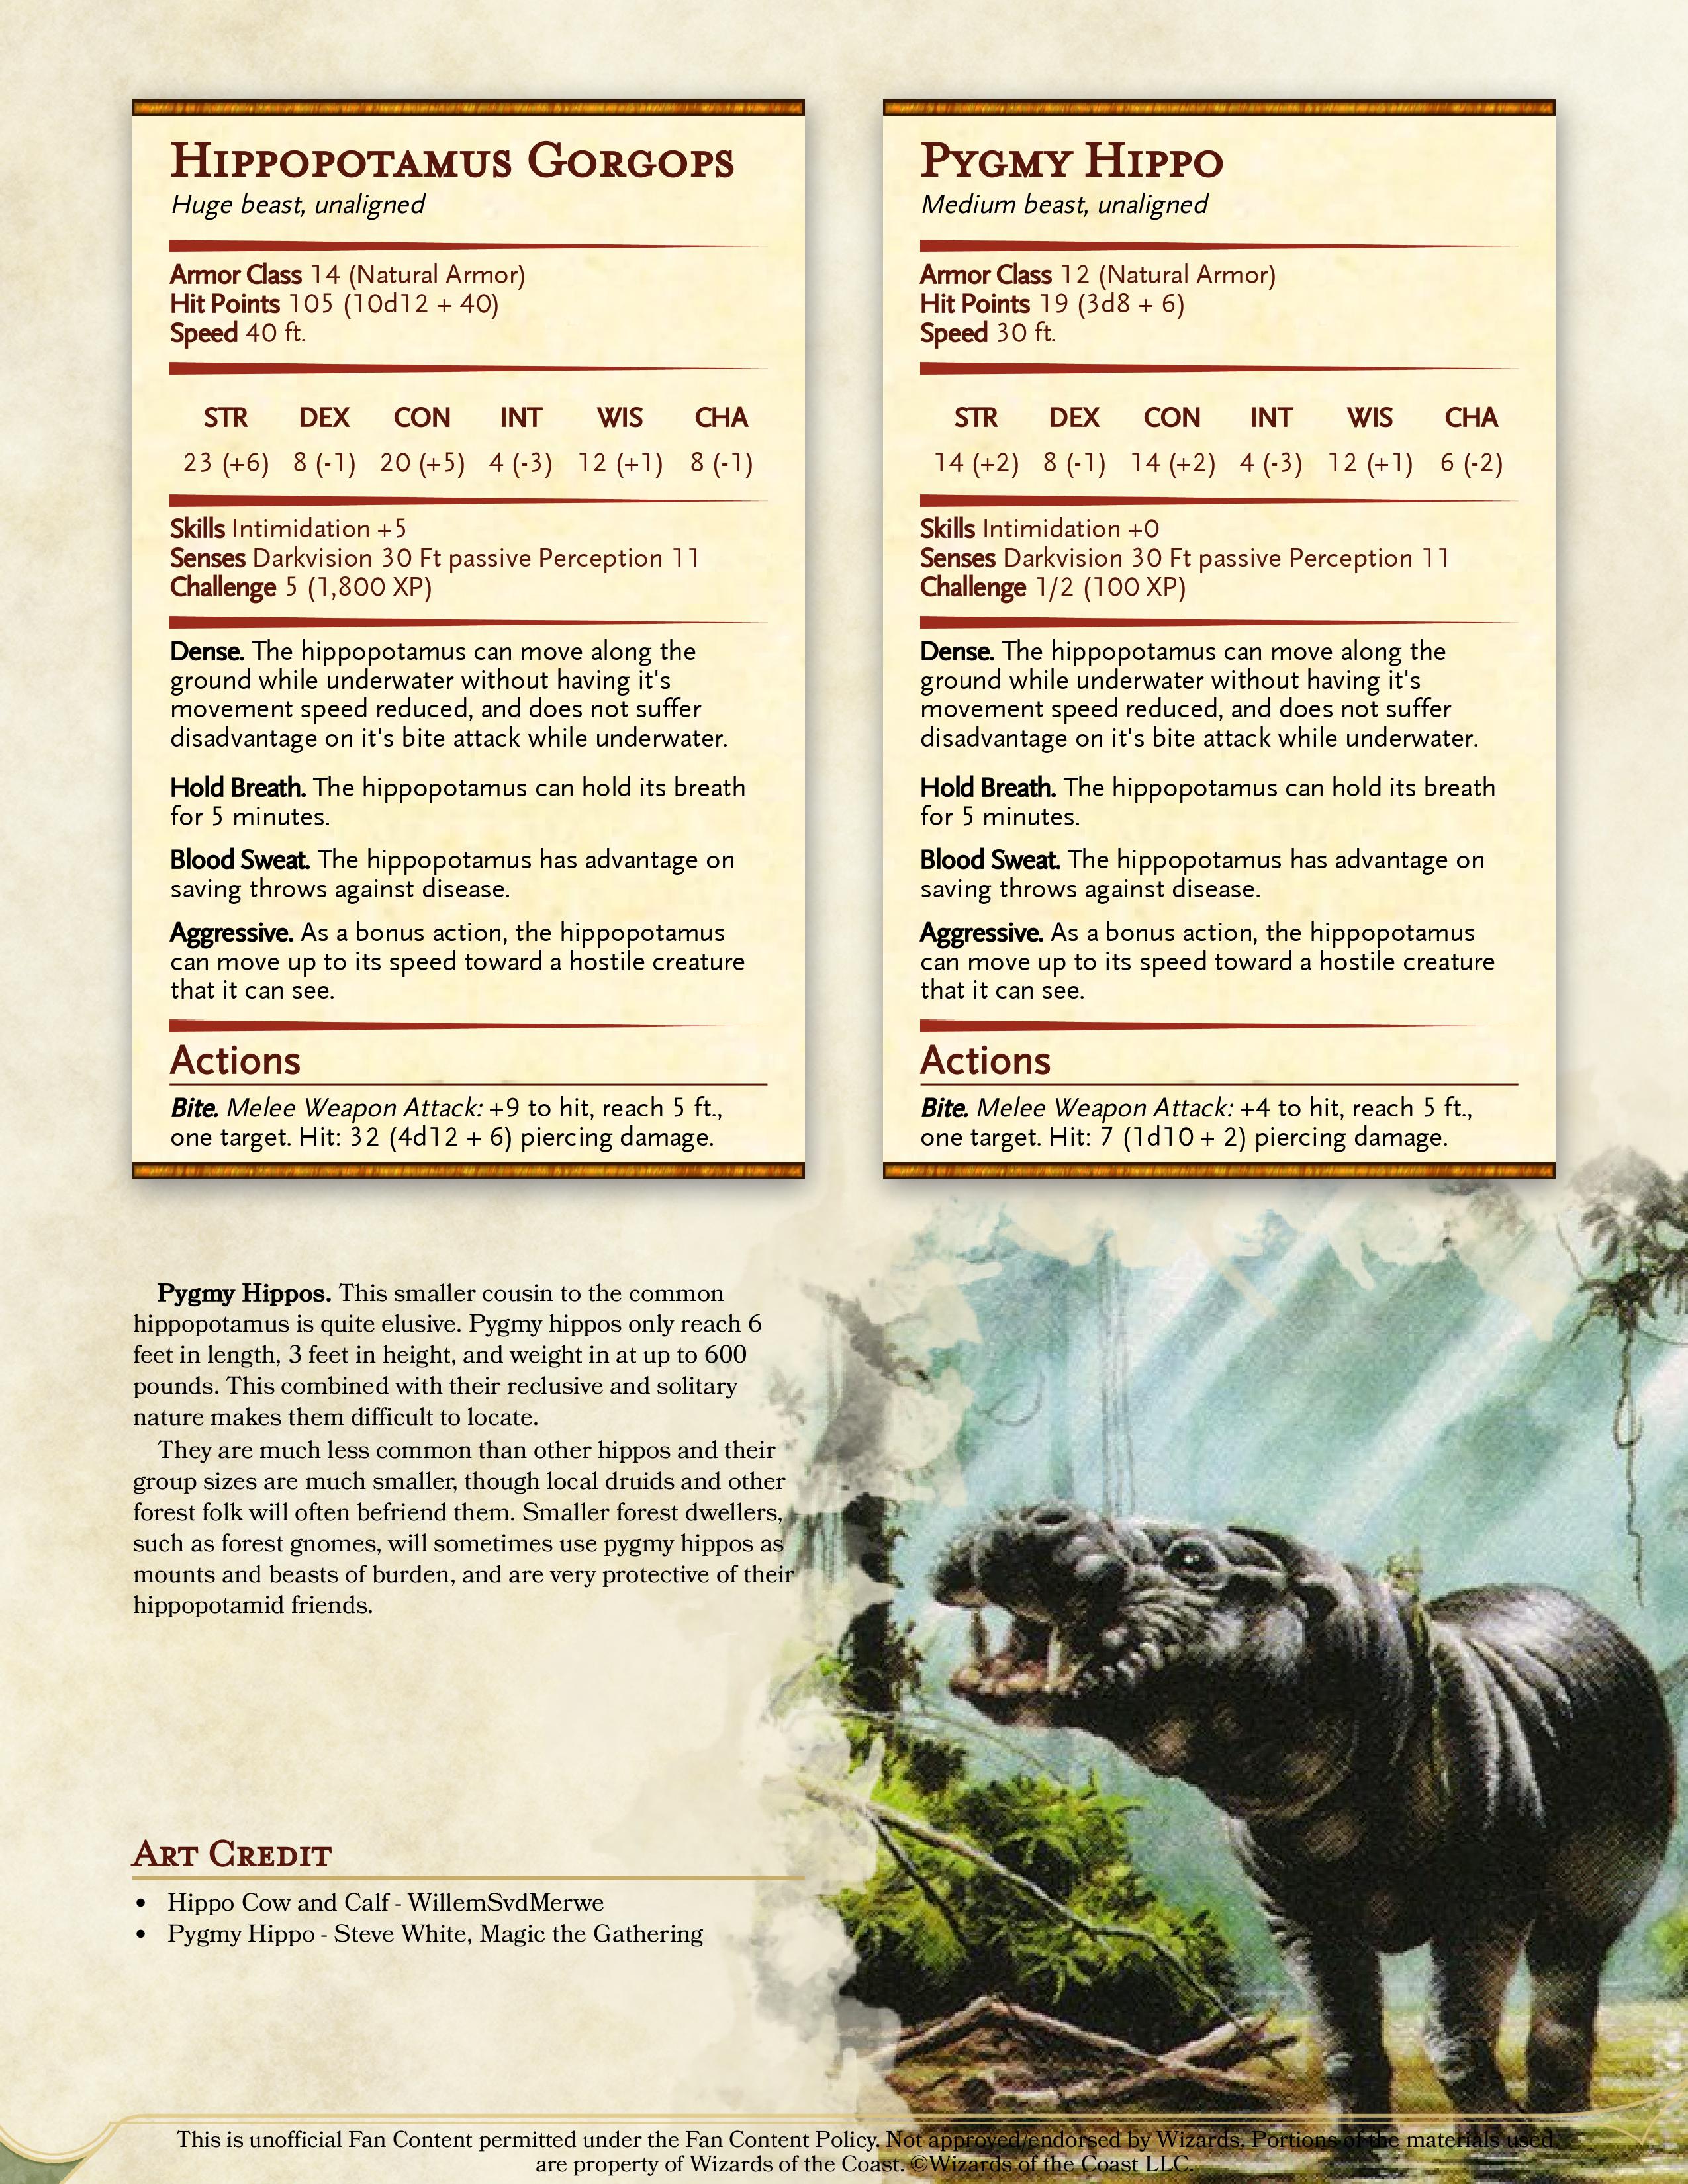 Hippopotamus Gorgops
Huge beast, unaligned
Armor Class 14 (Natural Armor)
Hit Points 105 (10d12 + 40)
Speed 40 ft.
STR DEX CON INT WIS CHA
23 (+6) 8 (-1) 20 (+5) 4 (-3) 12 (+1) 8 (-1)
Skills Intimidation +5
Senses Darkvision 30 Ft passive Perception 11
Challenge 5 (1,800 XP)
Dense. The hippopotamus can move along the
ground while underwater without having it's
movement speed reduced, and does not suffer
disadvantage on it's bite attack while underwater.
Hold Breath. The hippopotamus can hold its breath
for 5 minutes.
Blood Sweat. The hippopotamus has advantage on
saving throws against disease.
Aggressive. As a bonus action, the hippopotamus
can move up to its speed toward a hostile creature
that it can see.
Actions
Bite. Melee Weapon Attack: +9 to hit, reach 5 ft.,
one target. Hit: 32 (4d12 + 6) piercing damage.
Pygmy Hippos. This smaller cousin to the common
hippopotamus is quite elusive. Pygmy hippos only reach 6
feet in length, 3 feet in height, and weight in at up to 600
pounds. This combined with their reclusive and solitary
nature makes them difficult to locate.
They are much less common than other hippos and their
group sizes are much smaller, though local druids and other
forest folk will often befriend them. Smaller forest dwellers,
such as forest gnomes, will sometimes use pygmy hippos as
mounts and beasts of burden, and are very protective of their
hippopotamid friends.
Art Credit
• Hippo Cow and Calf - WillemSvdMerwe
• Pygmy Hippo - Steve White, Magic the Gathering
Pygmy Hippo
Medium beast, unaligned
Armor Class 12 (Natural Armor)
Hit Points 19 (3d8 + 6)
Speed 30 ft.
STR DEX CON INT WIS CHA
14 (+2) 8 (-1) 14 (+2) 4 (-3) 12 (+1) 6 (-2)
Skills Intimidation +0
Senses Darkvision 30 Ft passive Perception 11
Challenge 1/2 (100 XP)
Dense. The hippopotamus can move along the
ground while underwater without having it's
movement speed reduced, and does not suffer
disadvantage on it's bite attack while underwater.
Hold Breath. The hippopotamus can hold its breath
for 5 minutes.
Blood Sweat. The hippopotamus has advantage on
saving throws against disease.
Aggressive. As a bonus action, the hippopotamus
can move up to its speed toward a hostile creature
that it can see.
Actions
Bite. Melee Weapon Attack: +4 to hit, reach 5 ft.,
one target. Hit: 7 (1d10 + 2) piercing damage.
This is unofficial Fan Content permitted under the Fan Content Policy. Not approved/endorsed by Wizards. Portions of the materials used
are property of Wizards of the Coast. ©Wizards of the Coast LLC.